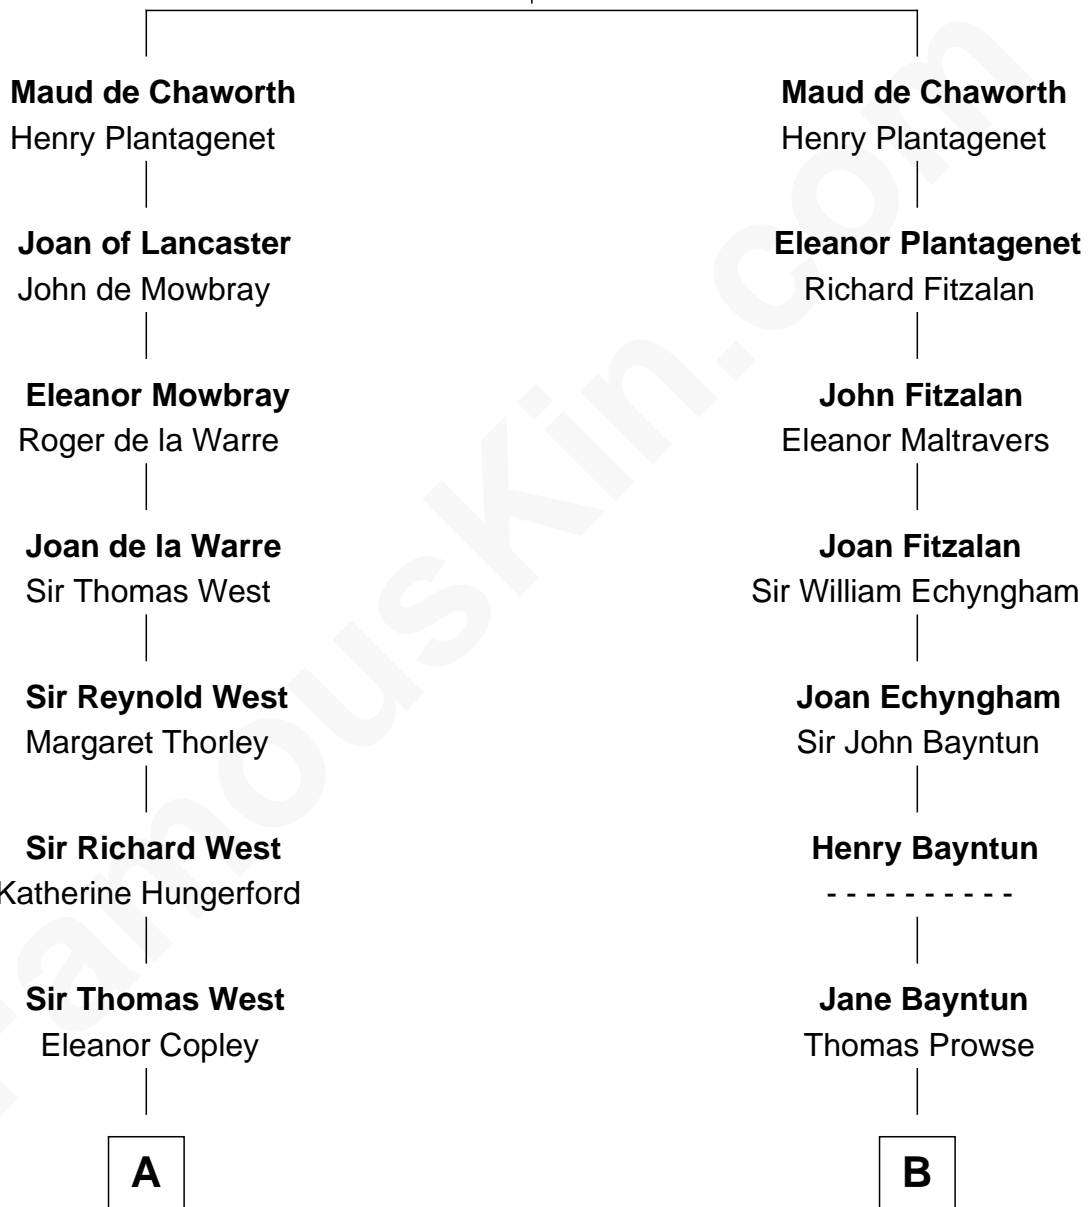 Maud de Chaworth
Henry Plantagenet
Joan of Lancaster
John de Mowbray
Eleanor Mowbray
Roger de la Warre
Joan de la Warre
Sir Thomas West
Sir Reynold West
Margaret Thorley
Sir Richard West
Katherine Hungerford
Sir Thomas West
Eleanor Copley
A
Maud de Chaworth
Henry Plantagenet
Eleanor Plantagenet
Richard Fitzalan
John Fitzalan
Eleanor Maltravers
Joan Fitzalan
Sir William Echyngham
Joan Echyngham
Sir John Bayntun
Henry Bayntun
- - - - - - - - - -
Jane Bayntun
Thomas Prowse
B
FamousKin.com